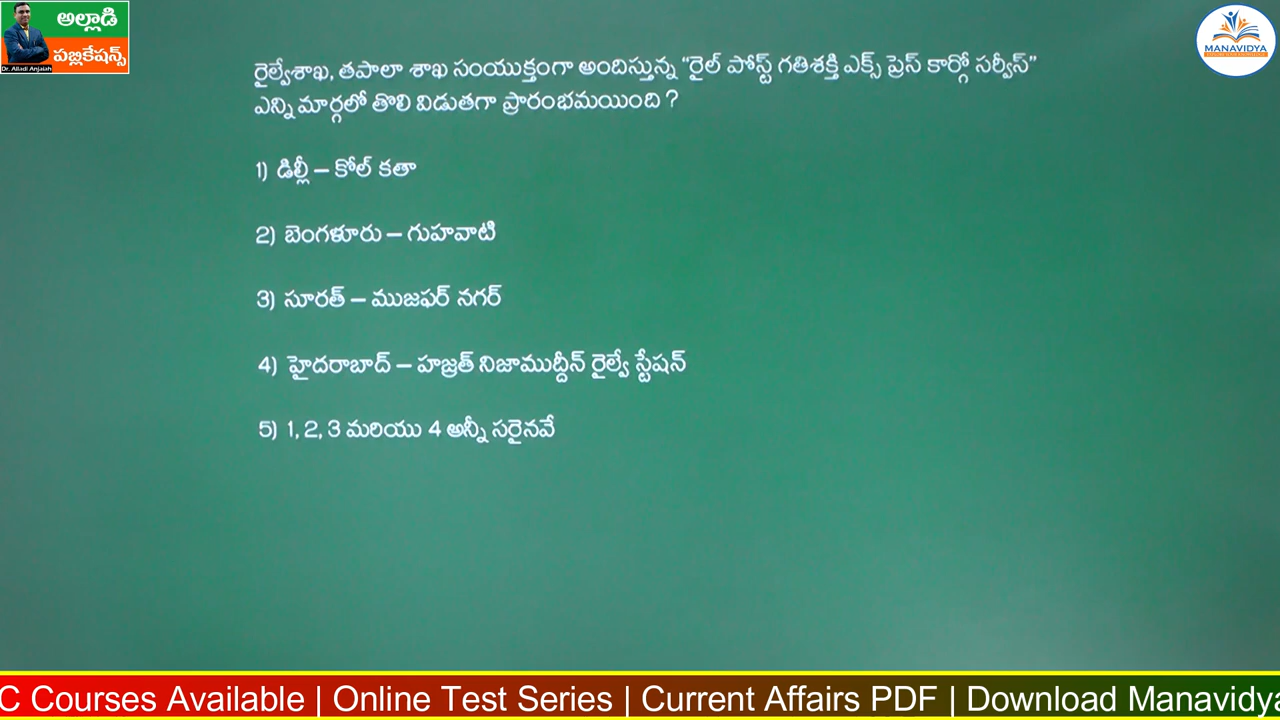 అల్లాడి
పబ్లికేషన్స్
Dr. Alladi Anjaiah
MANAVIDYA
రైల్వేశాఖ, తపాలా శాఖ సంయుక్తంగా అందిస్తున్న “రైల్ పోస్ట్ గతిశక్తి ఎక్స్ ప్రెస్ కార్గో సర్వీస్”
ఎన్ని మార్గలో తొలి విడుతగా ప్రారంభమయింది ?
1) డిల్లీ – కోల్ కతా
2) బెంగళూరు – గుహవాటి
3) సూరత్ – ముజఫర్ నగర్
4) హైదరాబాద్ – హజ్రత్ నిజాముద్దీన్ రైల్వే స్టేషన్
5) 1, 2, 3 మరియు 4 అన్నీ సరైనవే
C Courses Available | Online Test Series | Current Affairs PDF | Download Manavidya